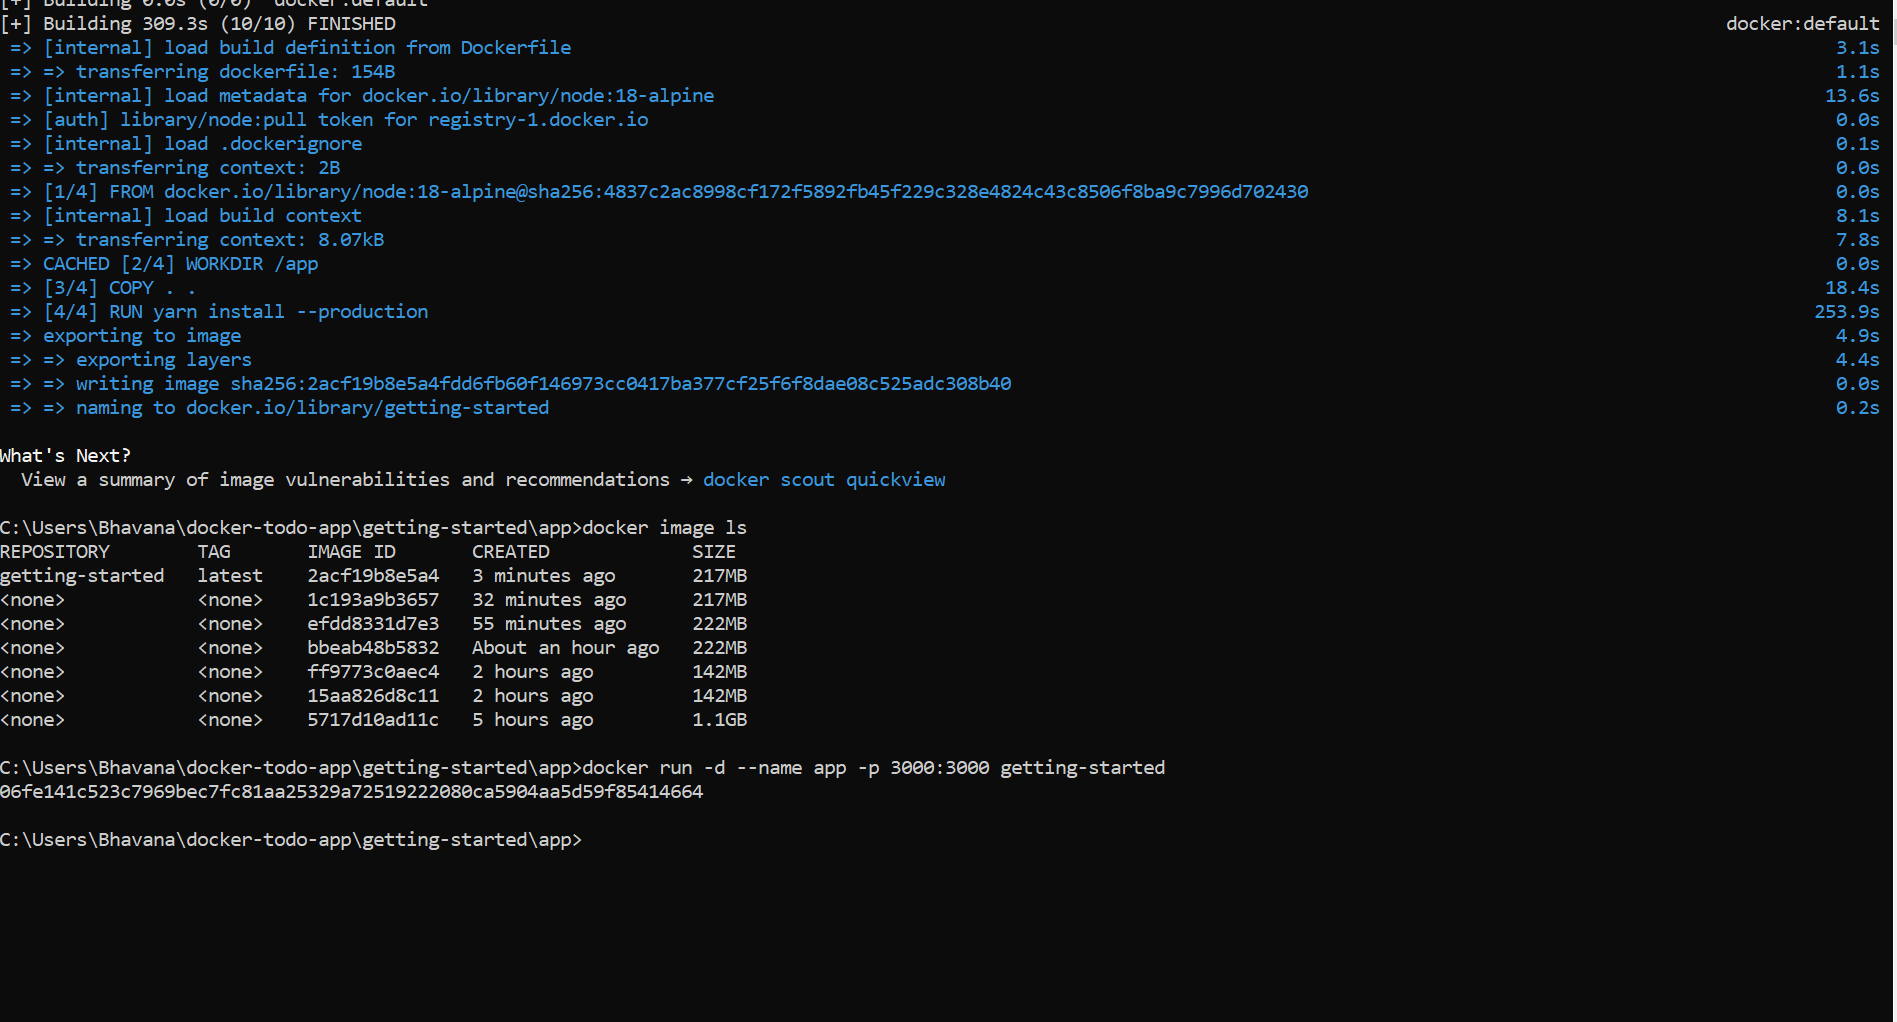 [+] Building 0.0s (0/0)  docker:default
[+] Building 309.3s (10/10) FINISHED docker:default
=> [internal] load build definition from Dockerfile 3.1s
=> => transferring dockerfile: 154B 1.1s
=> [internal] load metadata for docker.io/library/node:18-alpine 13.6s
=> [auth] library/node:pull token for registry-1.docker.io 0.0s
=> [internal] load .dockerignore 0.1s
=> => transferring context: 2B 0.0s
=> [1/4] FROM docker.io/library/node:18-alpine@sha256:4837c2ac8998cf172f5892fb45f229c328e4824c43c8506f8ba9c7996d702430 0.0s
=> [internal] load build context 8.1s
=> => transferring context: 8.07kB 7.8s
=> CACHED [2/4] WORKDIR /app 0.0s
=> [3/4] COPY . . 18.4s
=> [4/4] RUN yarn install --production 253.9s
=> exporting to image 4.9s
=> => exporting layers 4.4s
=> => writing image sha256:2acf19b8e5a4fdd6fb60f146973cc0417ba377cf25f6f8dae08c525adc308b40 0.0s
=> => naming to docker.io/library/getting-started 0.2s
What's Next?
View a summary of image vulnerabilities and recommendations → docker scout quickview
C:\Users\Bhavana\docker-todo-app\getting-started\app>docker image ls
REPOSITORY TAG IMAGE ID CREATED SIZE
getting-started latest 2acf19b8e5a4 3 minutes ago 217MB
<none> <none> 1c193a9b3657 32 minutes ago 217MB
<none> <none> efdd8331d7e3 55 minutes ago 222MB
<none> <none> bbeab48b5832 About an hour ago 222MB
<none> <none> ff9773c0aec4 2 hours ago 142MB
<none> <none> 15aa826d8c11 2 hours ago 142MB
<none> <none> 5717d10ad11c 5 hours ago 1.1GB
C:\Users\Bhavana\docker-todo-app\getting-started\app>docker run -d --name app -p 3000:3000 getting-started
06fe141c523c7969bec7fc81aa25329a72519222080ca5904aa5d59f85414664
C:\Users\Bhavana\docker-todo-app\getting-started\app>